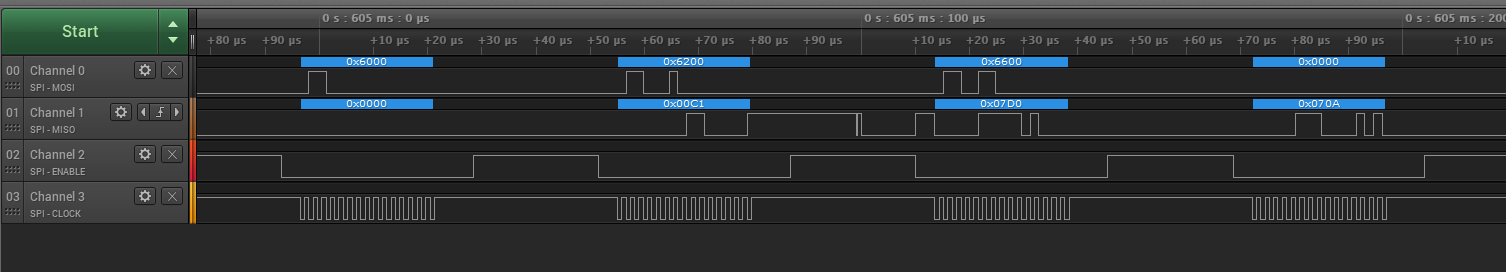 Start
0 s : 605 ms : 0 µs 0 s : 605 ms : 100 µs 0 s : 605 ms : 200
+80 µs +90 µs +10 µs +20 µs +30 µs +40 µs +50 µs +60 µs +70 µs +80 µs +90 µs +10 µs +20 µs +30 µs +40 µs +50 µs +60 µs +70 µs +80 µs +90 µs +10 µs
00 Channel 0
SPI - MOSI
0x6000 0x6200 0x6600 0x0000
01 Channel 1
SPI - MISO
0x0000 0x00C1 0x07D0 0x070A
02 Channel 2
SPI - ENABLE
03 Channel 3
SPI - CLOCK